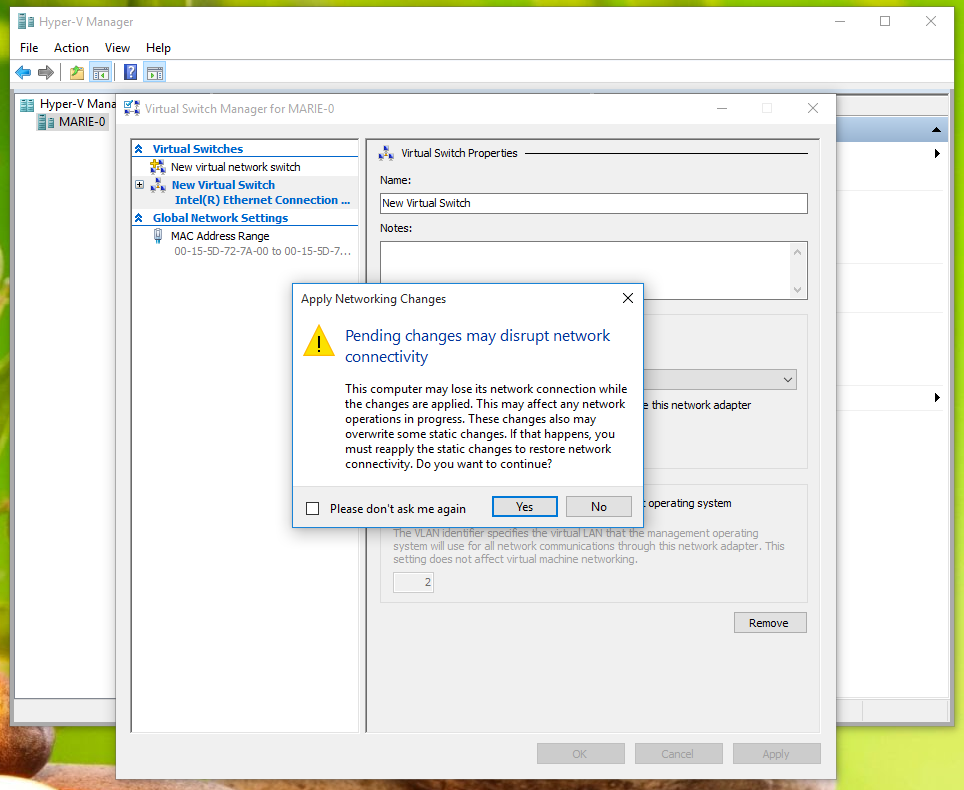 Hyper-V Manager
File Action View Help
Hyper-V Mana
MARIE-0
Virtual Switch Manager for MARIE-0
Virtual Switches
New virtual network switch
New Virtual Switch
Intel(R) Ethernet Connection ...
Global Network Settings
MAC Address Range
00-15-5D-72-7A-00 to 00-15-5D-7...
Virtual Switch Properties
Name:
New Virtual Switch
Notes:
Apply Networking Changes
Pending changes may disrupt network
connectivity
This computer may lose its network connection while
the changes are applied. This may affect any network
operations in progress. These changes also may
overwrite some static changes. If that happens, you
must reapply the static changes to restore network
connectivity. Do you want to continue?
Please don't ask me again
Yes
No
e this network adapter
t operating system
The VLAN identifier specifies the virtual LAN that the management operating
system will use for all network communications through this network adapter. This
setting does not affect virtual machine networking.
2
Remove
OK
Cancel
Apply